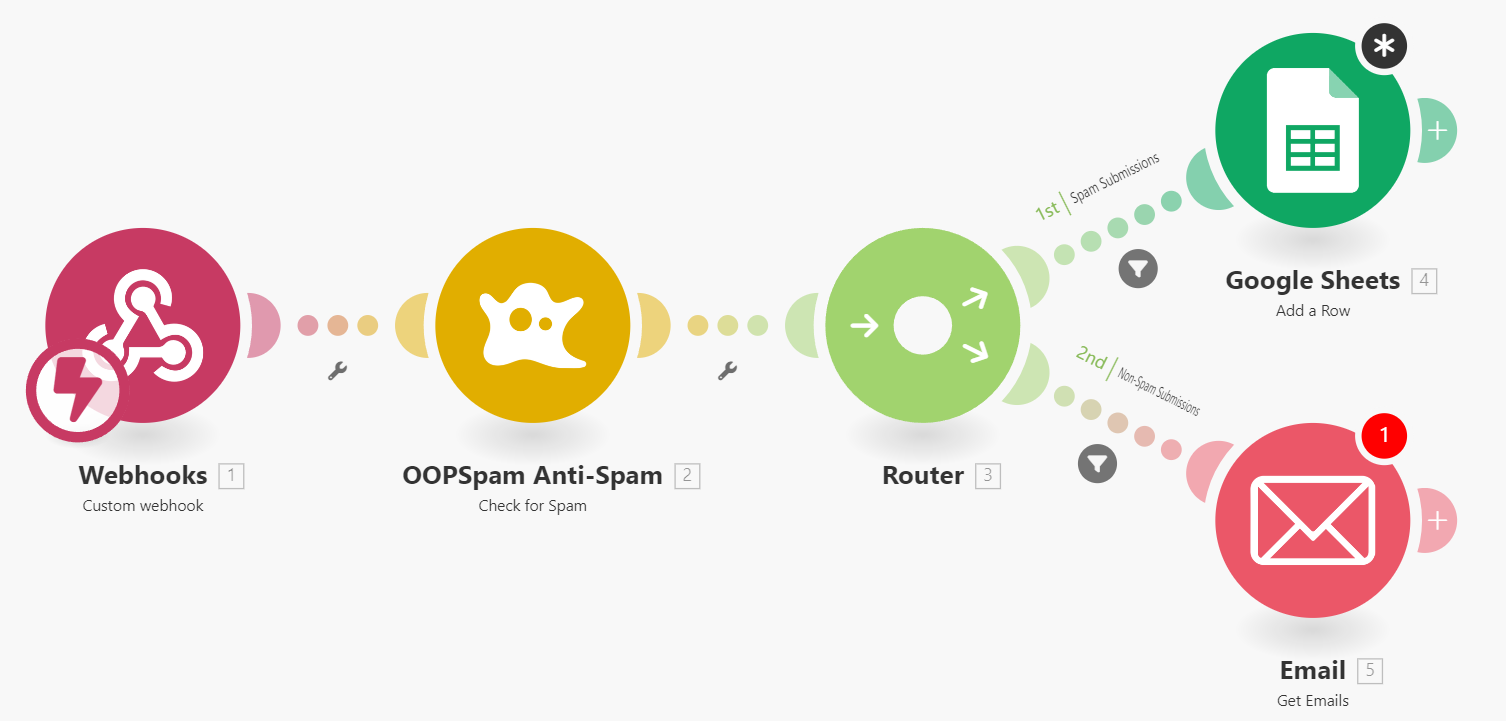 1st | Spam Submissions
Google Sheets 4
Add a Row
Webhooks 1
Custom webhook
OOPSpam Anti-Spam 2
Check for Spam
Router 3
2nd | Non-Spam Submissions
1
Email 5
Get Emails